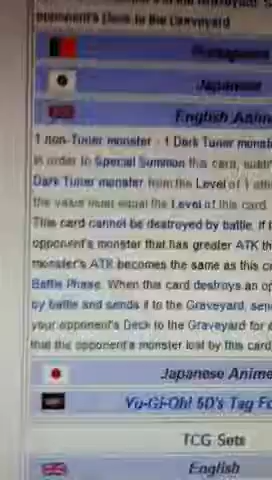 opponent's Deck to the Graveyard.
Portuguese
Japanese
English Anime
1 non-Tuner monster - 1 Dark Tuner monster
in order to Special Summon this card, subtr
Dark Tuner monster from the Level of 1 othe
the value must equal the Level of this card.
This card cannot be destroyed by battle. If t
opponent's monster that has greater ATK th
monster's ATK becomes the same as this ca
Battle Phase. When this card destroys an op
by battle and sends it to the Graveyard, send
your opponent's Deck to the Graveyard for e
that the opponent's monster lost by this card
Japanese Anime
Yu-Gi-Oh! 5D's Tag Fo
TCG Sets
English